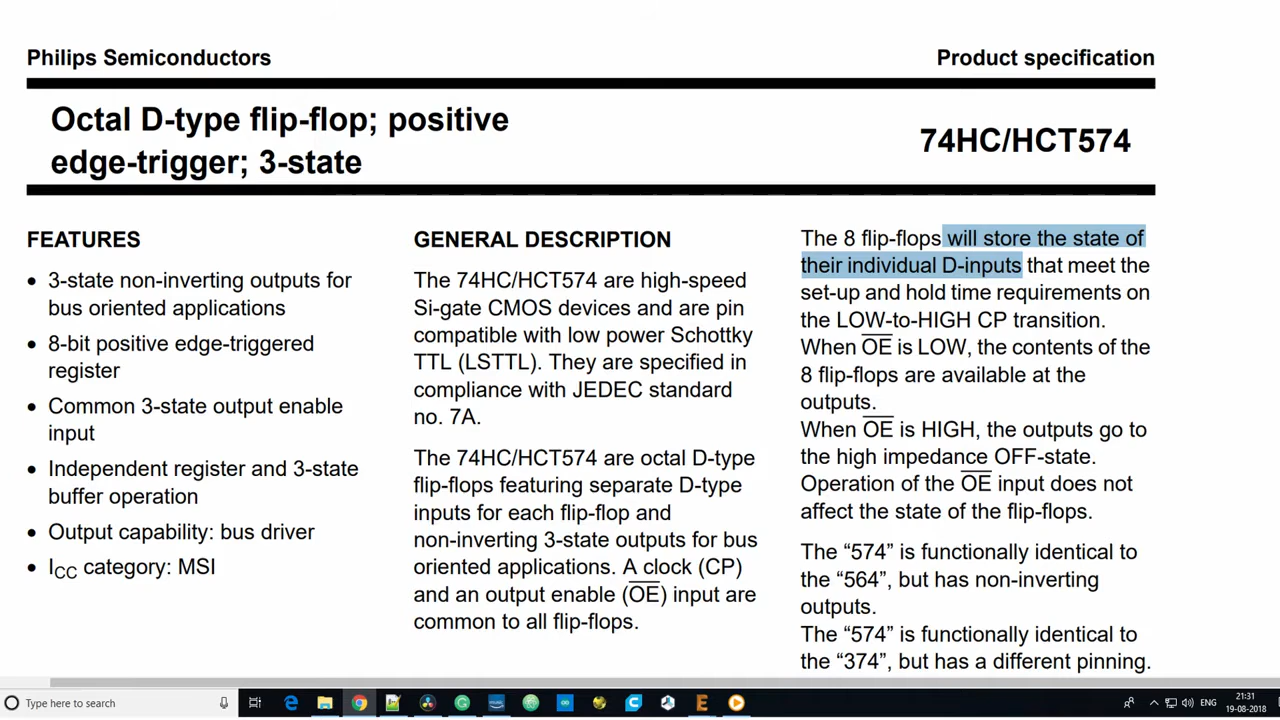 Philips Semiconductors
Product specification
Octal D-type flip-flop; positive
edge-trigger; 3-state
74HC/HCT574
FEATURES
• 3-state non-inverting outputs for
bus oriented applications
• 8-bit positive edge-triggered
register
• Common 3-state output enable
input
• Independent register and 3-state
buffer operation
• Output capability: bus driver
• ICC category: MSI
GENERAL DESCRIPTION
The 74HC/HCT574 are high-speed
Si-gate CMOS devices and are pin
compatible with low power Schottky
TTL (LSTTL). They are specified in
compliance with JEDEC standard
no. 7A.
The 74HC/HCT574 are octal D-type
flip-flops featuring separate D-type
inputs for each flip-flop and
non-inverting 3-state outputs for bus
oriented applications. A clock (CP)
and an output enable (O̅E̅) input are
common to all flip-flops.
The 8 flip-flops will store the state of
their individual D-inputs that meet the
set-up and hold time requirements on
the LOW-to-HIGH CP transition.
When O̅E̅ is LOW, the contents of the
8 flip-flops are available at the
outputs.
When O̅E̅ is HIGH, the outputs go to
the high impedance OFF-state.
Operation of the O̅E̅ input does not
affect the state of the flip-flops.
The “574” is functionally identical to
the “564”, but has non-inverting
outputs.
The “574” is functionally identical to
the “374”, but has a different pinning.
Type here to search
ENG
21:31
19-08-2018